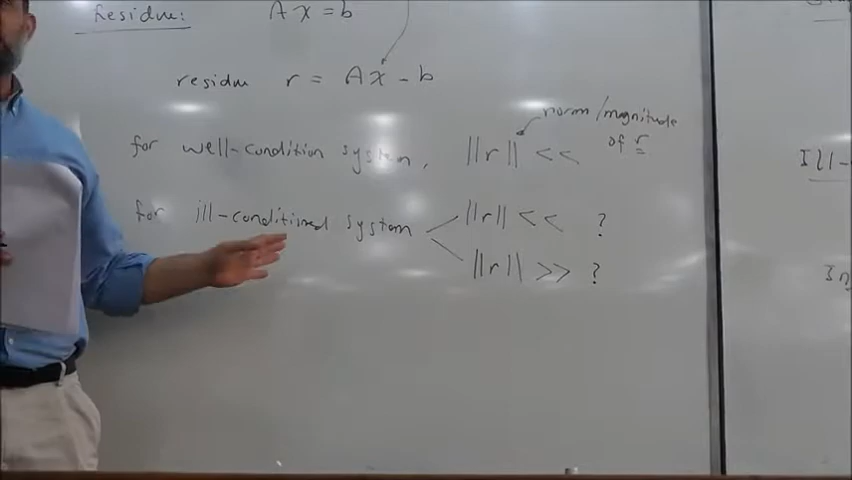 Residue:
Ax = b
residue r = Ax - b
norm/magnitude
of r
for well-condition system, ||r|| <<
for ill-conditioned system ||r|| << ?
||r|| >> ?
Ill-